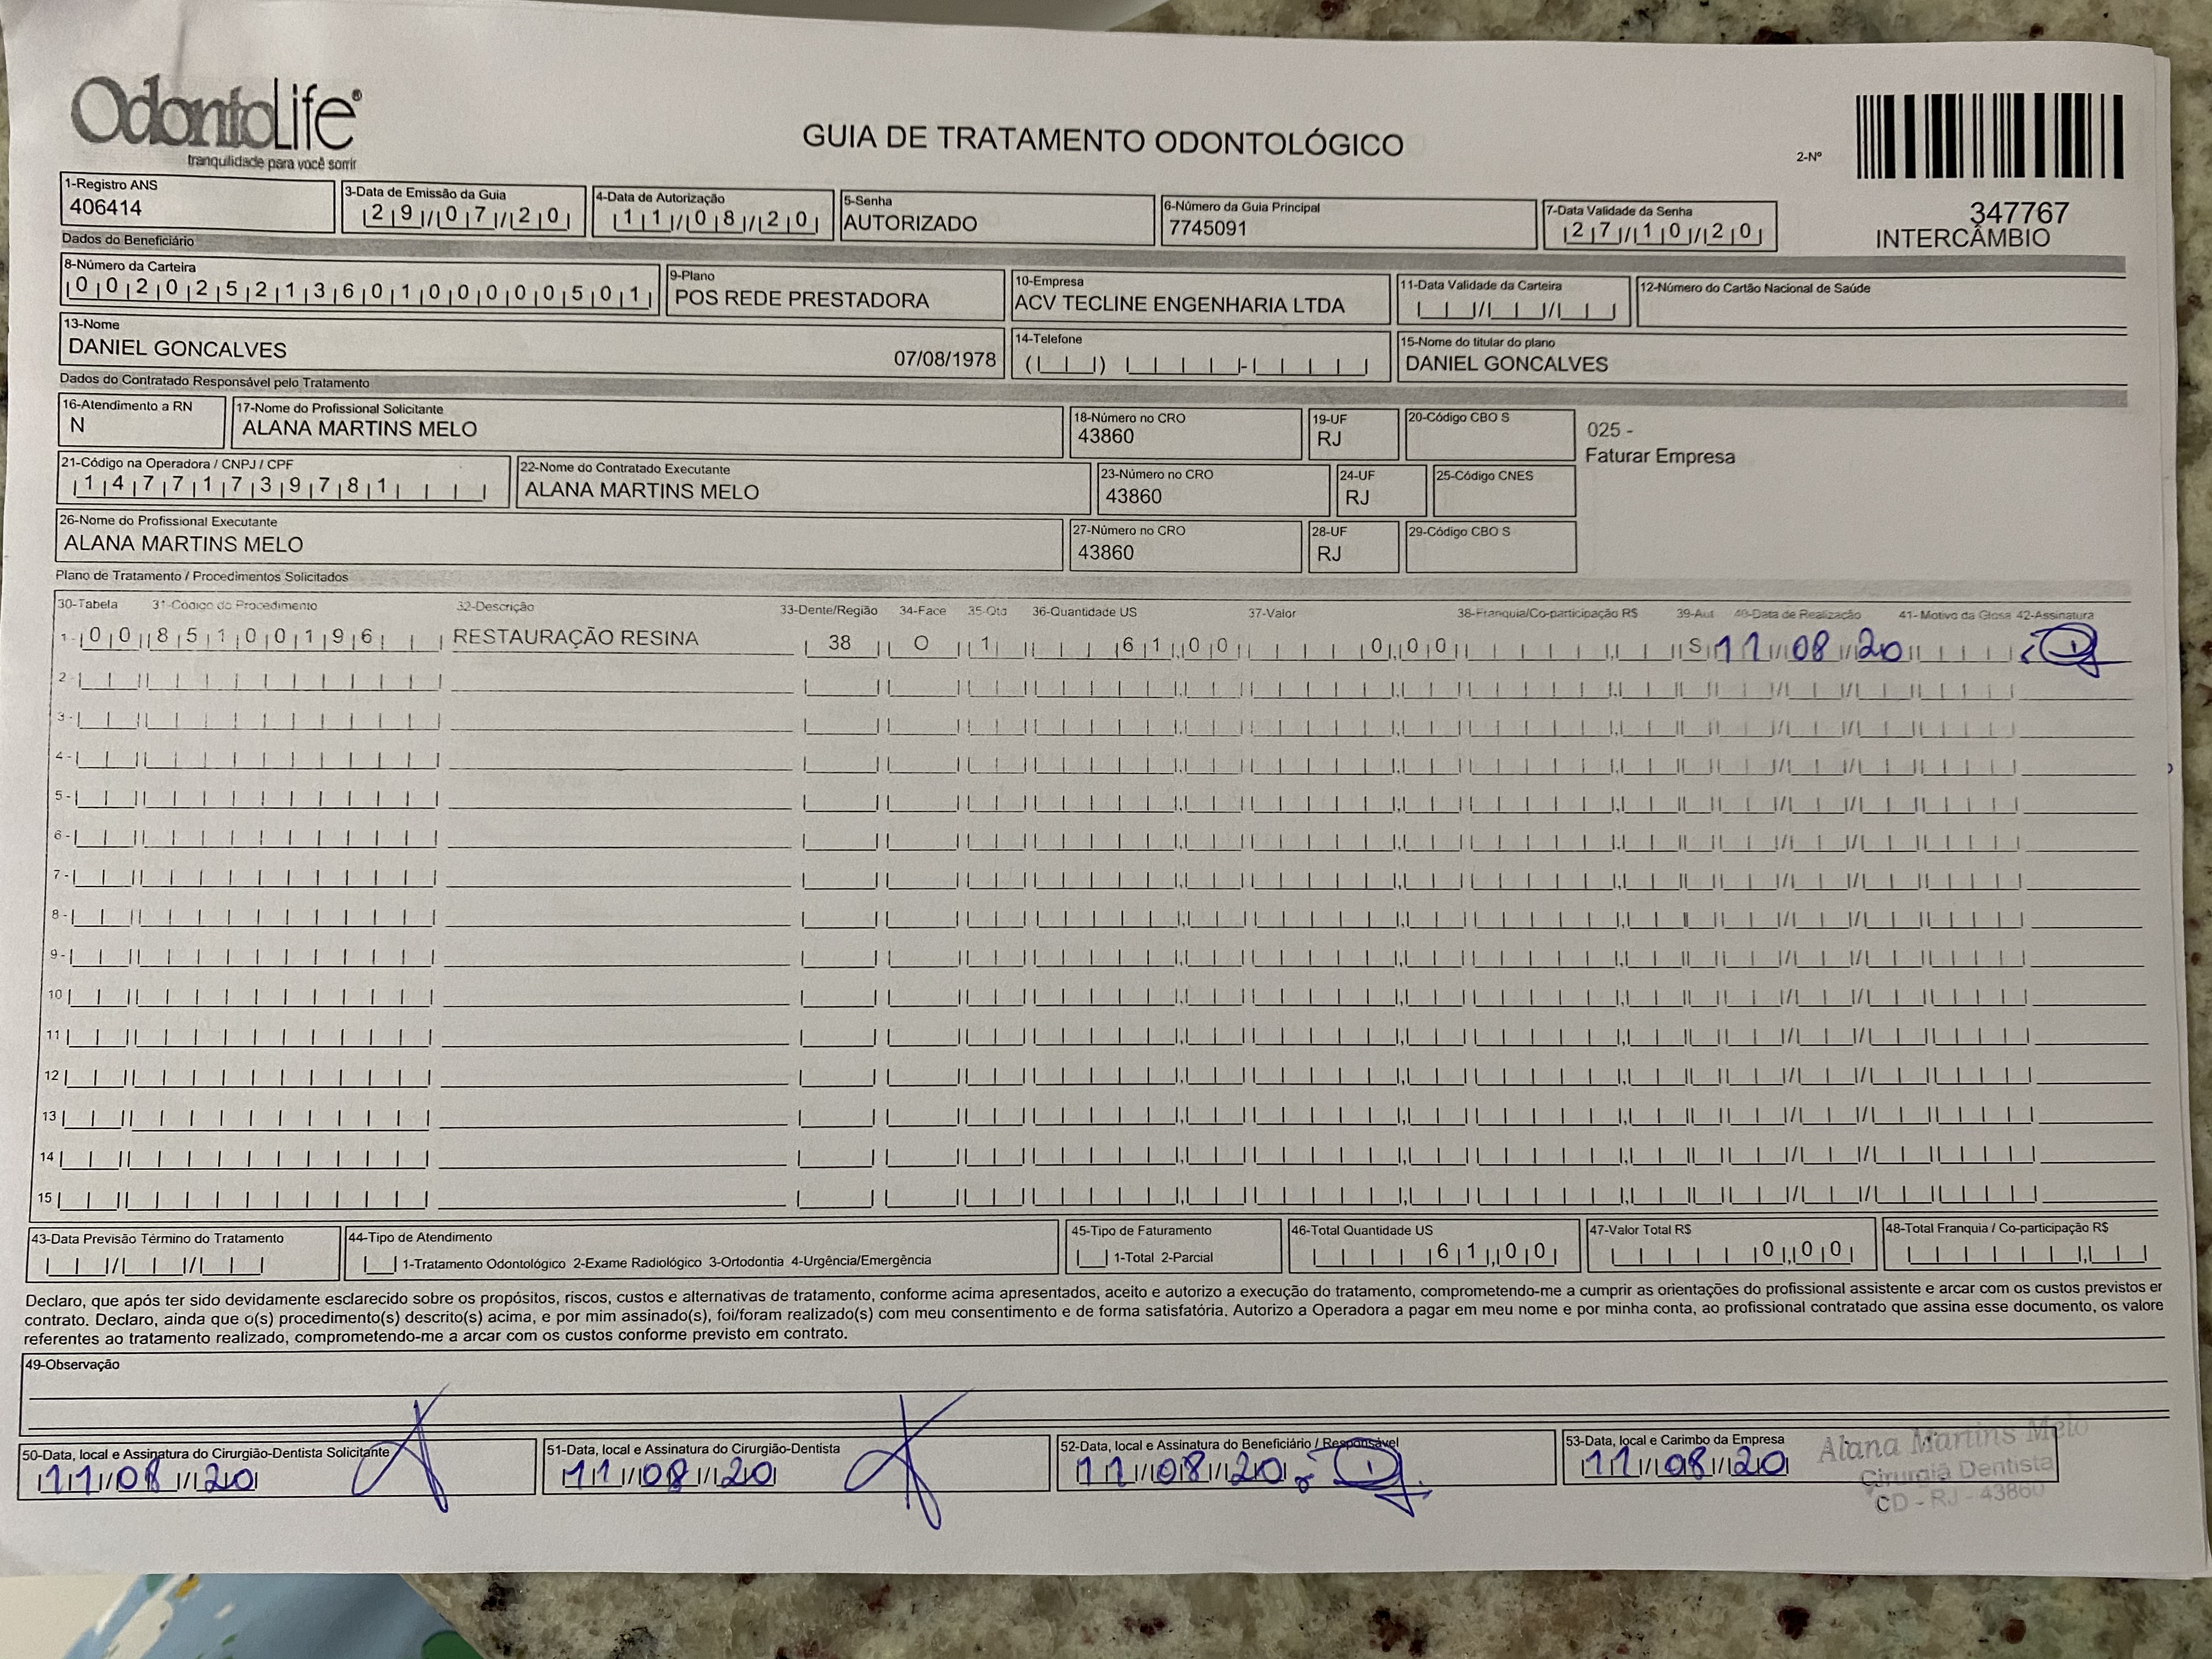 OdontoLife®
tranquilidade para você sorrir
GUIA DE TRATAMENTO ODONTOLÓGICO
2-Nº
347767
INTERCÂMBIO
1-Registro ANS
406414
3-Data de Emissão da Guia
29/07/20
4-Data de Autorização
11/08/20
5-Senha
AUTORIZADO
6-Número da Guia Principal
7745091
7-Data Validade da Senha
27/10/20
Dados do Beneficiário
8-Número da Carteira
00202521360100000501
9-Plano
POS REDE PRESTADORA
10-Empresa
ACV TECLINE ENGENHARIA LTDA
11-Data Validade da Carteira
12-Número do Cartão Nacional de Saúde
13-Nome
DANIEL GONCALVES 07/08/1978
14-Telefone
15-Nome do titular do plano
DANIEL GONCALVES
Dados do Contratado Responsável pelo Tratamento
16-Atendimento a RN
N
17-Nome do Profissional Solicitante
ALANA MARTINS MELO
18-Número no CRO
43860
19-UF
RJ
20-Código CBO S
025 -
Faturar Empresa
21-Código na Operadora / CNPJ / CPF
14771739781
22-Nome do Contratado Executante
ALANA MARTINS MELO
23-Número no CRO
43860
24-UF
RJ
25-Código CNES
26-Nome do Profissional Executante
ALANA MARTINS MELO
27-Número no CRO
43860
28-UF
RJ
29-Código CBO S
Plano de Tratamento / Procedimentos Solicitados
30-Tabela 31-Código do Procedimento 32-Descrição 33-Dente/Região 34-Face 35-Qtd 36-Quantidade US 37-Valor 38-Franquia/Co-participação R$ 39-Aut 40-Data de Realização 41-Motivo da Glosa 42-Assinatura
1- 00 85100196 RESTAURAÇÃO RESINA 38 O 1 61,00 0,00 S 11/08/20
2-
3-
4-
5-
6-
7-
8-
9-
10
11
12
13
14
15
43-Data Previsão Término do Tratamento
44-Tipo de Atendimento
1-Tratamento Odontológico 2-Exame Radiológico 3-Ortodontia 4-Urgência/Emergência
45-Tipo de Faturamento
1-Total 2-Parcial
46-Total Quantidade US
61,00
47-Valor Total R$
0,00
48-Total Franquia / Co-participação R$
Declaro, que após ter sido devidamente esclarecido sobre os propósitos, riscos, custos e alternativas de tratamento, conforme acima apresentados, aceito e autorizo a execução do tratamento, comprometendo-me a cumprir as orientações do profissional assistente e arcar com os custos previstos er
contrato. Declaro, ainda que o(s) procedimento(s) descrito(s) acima, e por mim assinado(s), foi/foram realizado(s) com meu consentimento e de forma satisfatória. Autorizo a Operadora a pagar em meu nome e por minha conta, ao profissional contratado que assina esse documento, os valore
referentes ao tratamento realizado, comprometendo-me a arcar com os custos conforme previsto em contrato.
49-Observação
50-Data, local e Assinatura do Cirurgião-Dentista Solicitante
11/08/20
51-Data, local e Assinatura do Cirurgião-Dentista
11/08/20
52-Data, local e Assinatura do Beneficiário / Responsável
11/08/20
53-Data, local e Carimbo da Empresa
11/08/20
Alana Martins Melo
Cirurgiã Dentista
CD - RJ - 43860